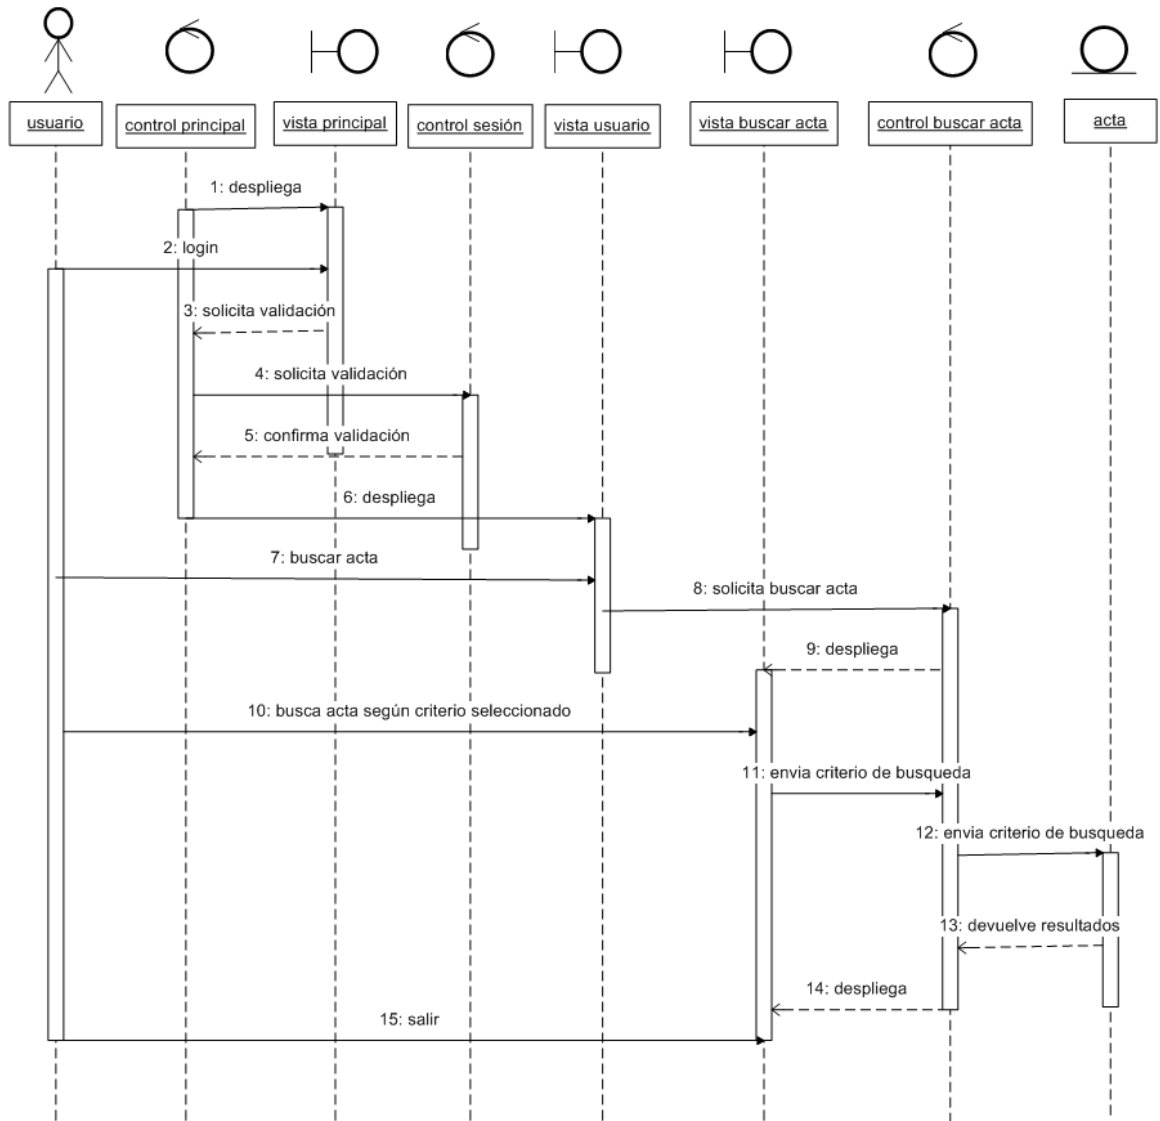 usuario
control principal
vista principal
control sesión
vista usuario
vista buscar acta
control buscar acta
acta
1: despliega
2: login
3: solicita validación
4: solicita validación
5: confirma validación
6: despliega
7: buscar acta
8: solicita buscar acta
9: despliega
10: busca acta según criterio seleccionado
11: envia criterio de busqueda
12: envia criterio de busqueda
13: devuelve resultados
14: despliega
15: salir